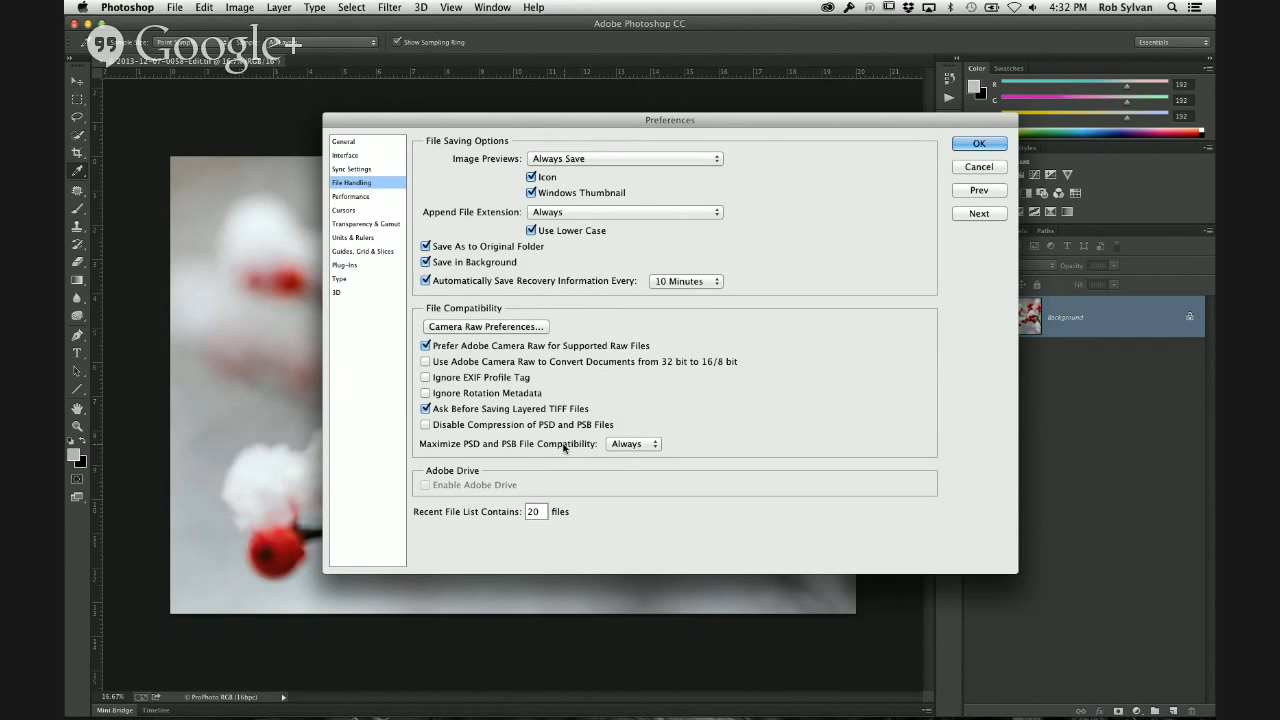 Photoshop File Edit Image Layer Type Select Filter 3D View Window Help 4:32 PM Rob Sylvan
Adobe Photoshop CC
Google+
Show Sampling Ring
Essentials
Color Swatches
R 192
G 192
192
Preferences
General
Interface
Sync Settings
File Handling
Performance
Cursors
Transparency & Gamut
Units & Rulers
Guides, Grid & Slices
Plug-Ins
Type
3D
File Saving Options
Image Previews: Always Save
Icon
Windows Thumbnail
Append File Extension: Always
Use Lower Case
Save As to Original Folder
Save in Background
Automatically Save Recovery Information Every: 10 Minutes
File Compatibility
Camera Raw Preferences...
Prefer Adobe Camera Raw for Supported Raw Files
Use Adobe Camera Raw to Convert Documents from 32 bit to 16/8 bit
Ignore EXIF Profile Tag
Ignore Rotation Metadata
Ask Before Saving Layered TIFF Files
Disable Compression of PSD and PSB Files
Maximize PSD and PSB File Compatibility: Always
Adobe Drive
Enable Adobe Drive
Recent File List Contains: 20 files
OK
Cancel
Prev
Next
Paths
Opacity
Fill
Background
16.67% ProPhoto RGB (16bpc)
Mini Bridge Timeline